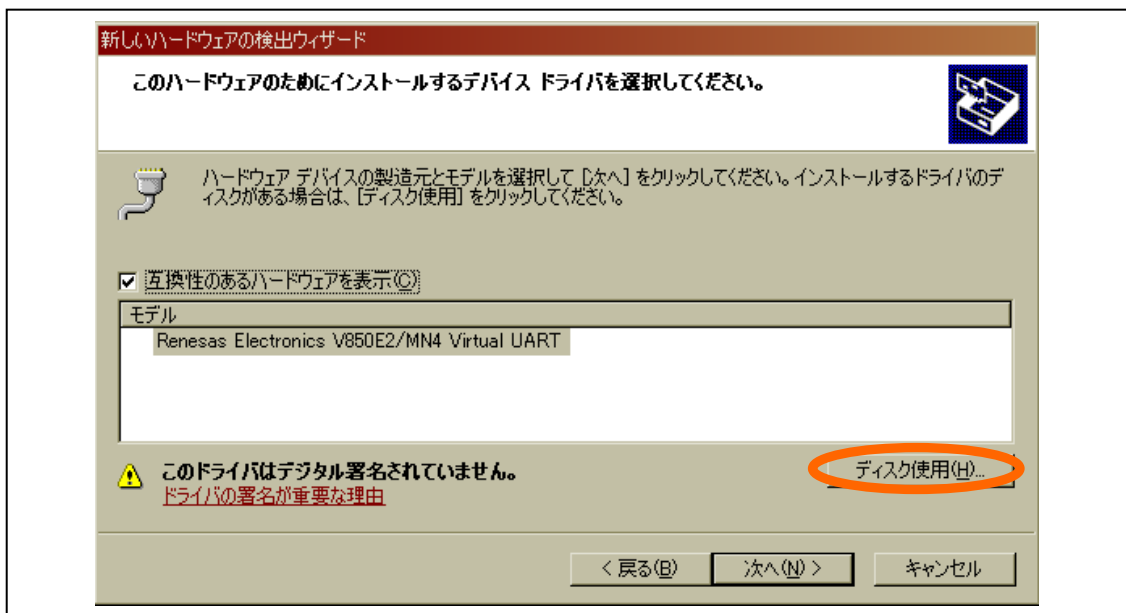 新しいハードウェアの検出ウィザード
このハードウェアのためにインストールするデバイス ドライバを選択してください。
ハードウェア デバイスの製造元とモデルを選択して [次へ] をクリックしてください。インストールするドライバのデ
ィスクがある場合は、[ディスク使用] をクリックしてください。
互換性のあるハードウェアを表示(C)
モデル
Renesas Electronics V850E2/MN4 Virtual UART
このドライバはデジタル署名されていません。
ディスク使用(H)...
ドライバの署名が重要な理由
< 戻る(B) 次へ(N) > キャンセル